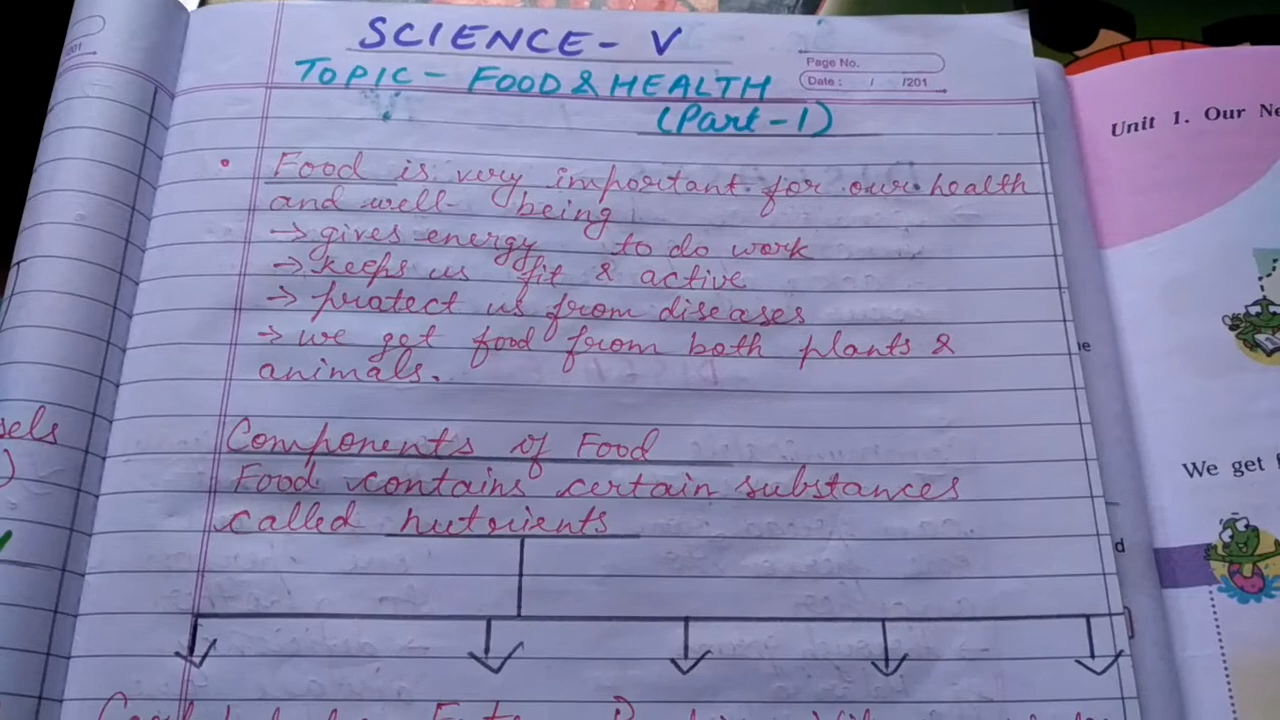 SCIENCE - V
TOPIC - FOOD & HEALTH
(Part-1)
Page No.
Date : / /201
• Food is very important for our health
and well- being
→ gives energy to do work
→ keeps us fit & active
→ protect us from diseases
→ we get food from both plants &
animals.
Components of Food
Food contains certain substances
called nutrients
sels
)
201
Unit 1. Our Ne
We get
e
d